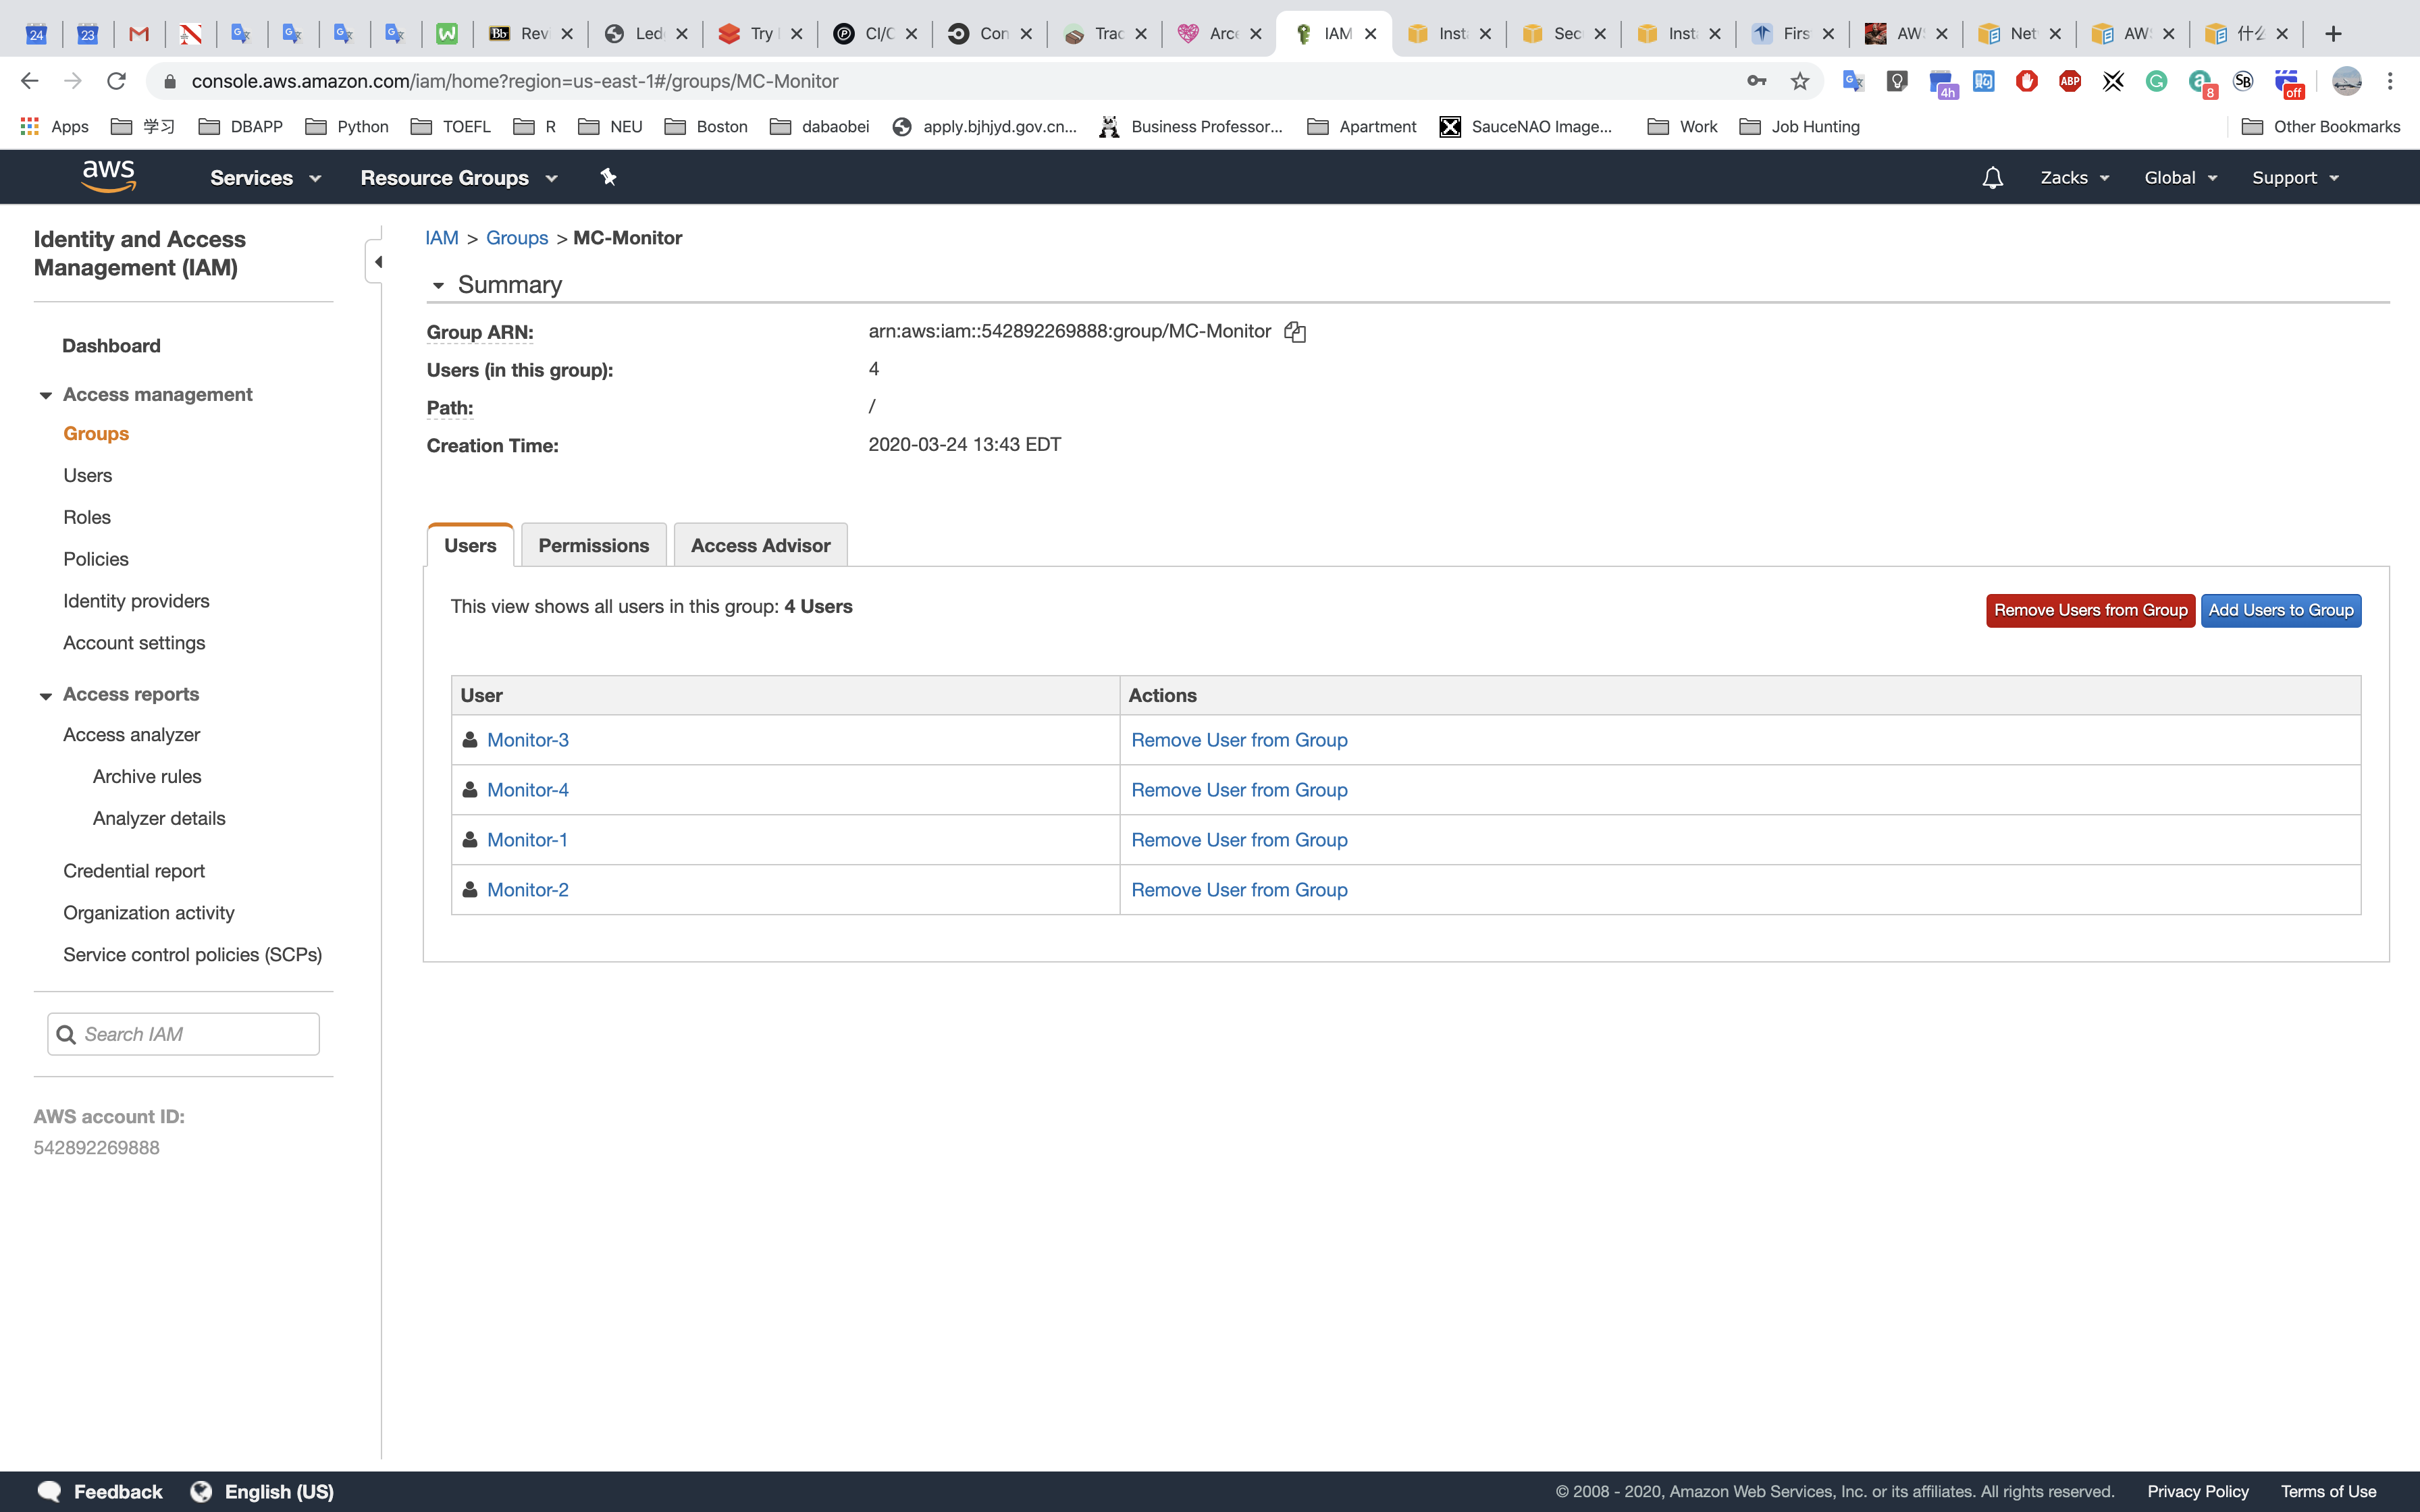 24 23 Rev Led Try CI/C Con Trac Arce IAM Inst Sec Inst Firs AW Net AW 什么
console.aws.amazon.com/iam/home?region=us-east-1#/groups/MC-Monitor
4h ABP 8 SB off
Apps 学习 DBAPP Python TOEFL R NEU Boston dabaobei apply.bjhjyd.gov.cn... Business Professor... Apartment SauceNAO Image... Work Job Hunting Other Bookmarks
aws Services Resource Groups Zacks Global Support
Identity and Access
Management (IAM)
Dashboard
Access management
Groups
Users
Roles
Policies
Identity providers
Account settings
Access reports
Access analyzer
Archive rules
Analyzer details
Credential report
Organization activity
Service control policies (SCPs)
Search IAM
AWS account ID:
542892269888
IAM > Groups > MC-Monitor
Summary
Group ARN: arn:aws:iam::542892269888:group/MC-Monitor
Users (in this group): 4
Path: /
Creation Time: 2020-03-24 13:43 EDT
Users Permissions Access Advisor
This view shows all users in this group: 4 Users
Remove Users from Group Add Users to Group
User Actions
Monitor-3 Remove User from Group
Monitor-4 Remove User from Group
Monitor-1 Remove User from Group
Monitor-2 Remove User from Group
Feedback English (US) © 2008 - 2020, Amazon Web Services, Inc. or its affiliates. All rights reserved. Privacy Policy Terms of Use